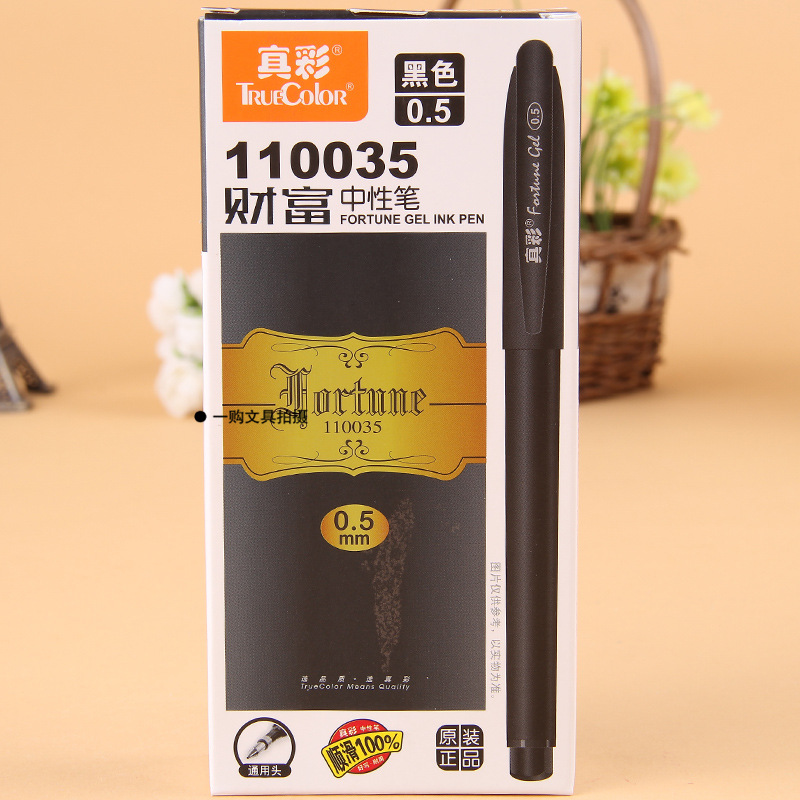 真彩®
TRUECOLOR®
黑色
0.5
110035
财富 中性笔
FORTUNE GEL INK PEN
真彩® Fortune Gel 0.5
Fortune
110035
一购文具拍摄
0.5
mm
图片仅供参考，以实物为准。
选品质·选真彩
TrueColor Means Quality
通用头
真彩 中性笔
顺滑100%
原装
正品